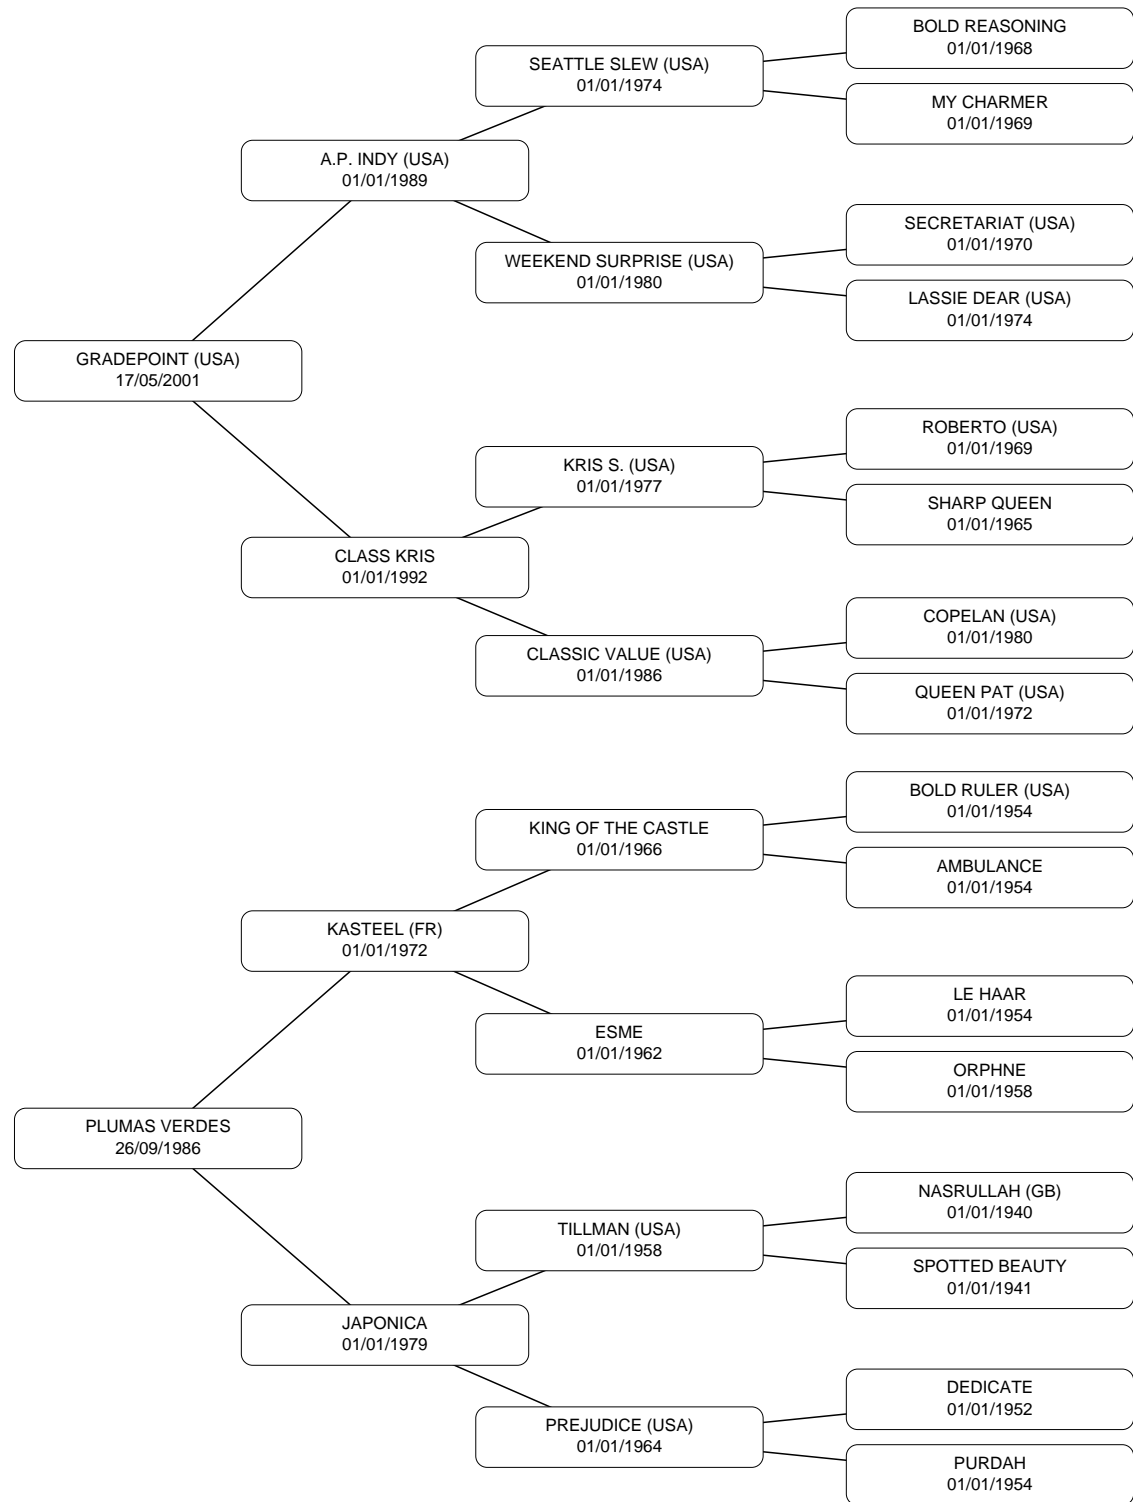 BOLD REASONING
01/01/1968
SEATTLE SLEW (USA)
01/01/1974
MY CHARMER
01/01/1969
A.P. INDY (USA)
01/01/1989
SECRETARIAT (USA)
01/01/1970
WEEKEND SURPRISE (USA)
01/01/1980
LASSIE DEAR (USA)
01/01/1974
GRADEPOINT (USA)
17/05/2001
ROBERTO (USA)
01/01/1969
KRIS S. (USA)
01/01/1977
SHARP QUEEN
01/01/1965
CLASS KRIS
01/01/1992
COPELAN (USA)
01/01/1980
CLASSIC VALUE (USA)
01/01/1986
QUEEN PAT (USA)
01/01/1972
BOLD RULER (USA)
01/01/1954
KING OF THE CASTLE
01/01/1966
AMBULANCE
01/01/1954
KASTEEL (FR)
01/01/1972
LE HAAR
01/01/1954
ESME
01/01/1962
ORPHNE
01/01/1958
PLUMAS VERDES
26/09/1986
NASRULLAH (GB)
01/01/1940
TILLMAN (USA)
01/01/1958
SPOTTED BEAUTY
01/01/1941
JAPONICA
01/01/1979
DEDICATE
01/01/1952
PREJUDICE (USA)
01/01/1964
PURDAH
01/01/1954